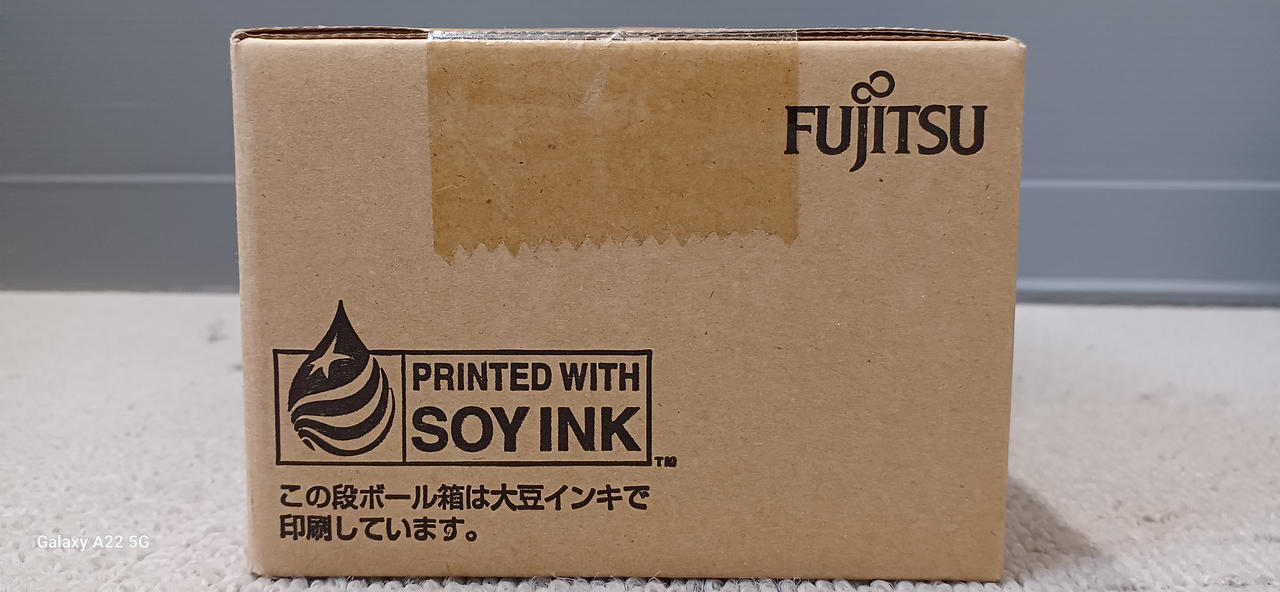 FUJITSU
PRINTED WITH
SOY INK
TM
この段ボール箱は大豆インキで
印刷しています。
Galaxy A22 5G